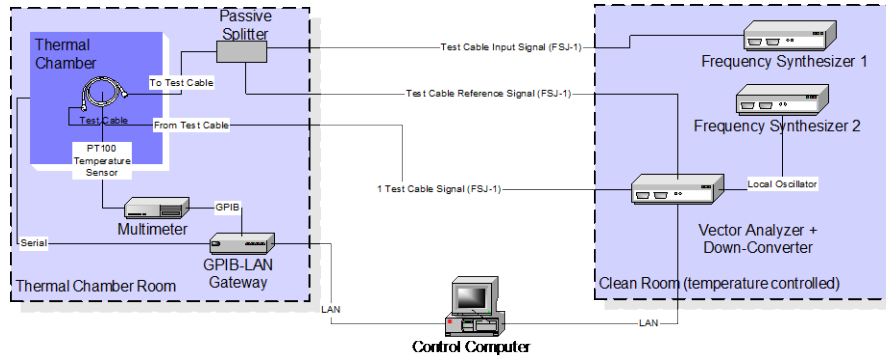 Passive
Splitter
Thermal
Chamber
To Test Cable
Test Cable
From Test Cable
PT100
Temperature
Sensor
GPIB
Multimeter
Serial
GPIB-LAN
Gateway
Thermal Chamber Room
Test Cable Input Signal (FSJ-1)
Test Cable Reference Signal (FSJ-1)
1 Test Cable Signal (FSJ-1)
Frequency Synthesizer 1
Frequency Synthesizer 2
Local Oscillator
Vector Analyzer +
Down-Converter
Clean Room (temperature controlled)
LAN
LAN
Control Computer